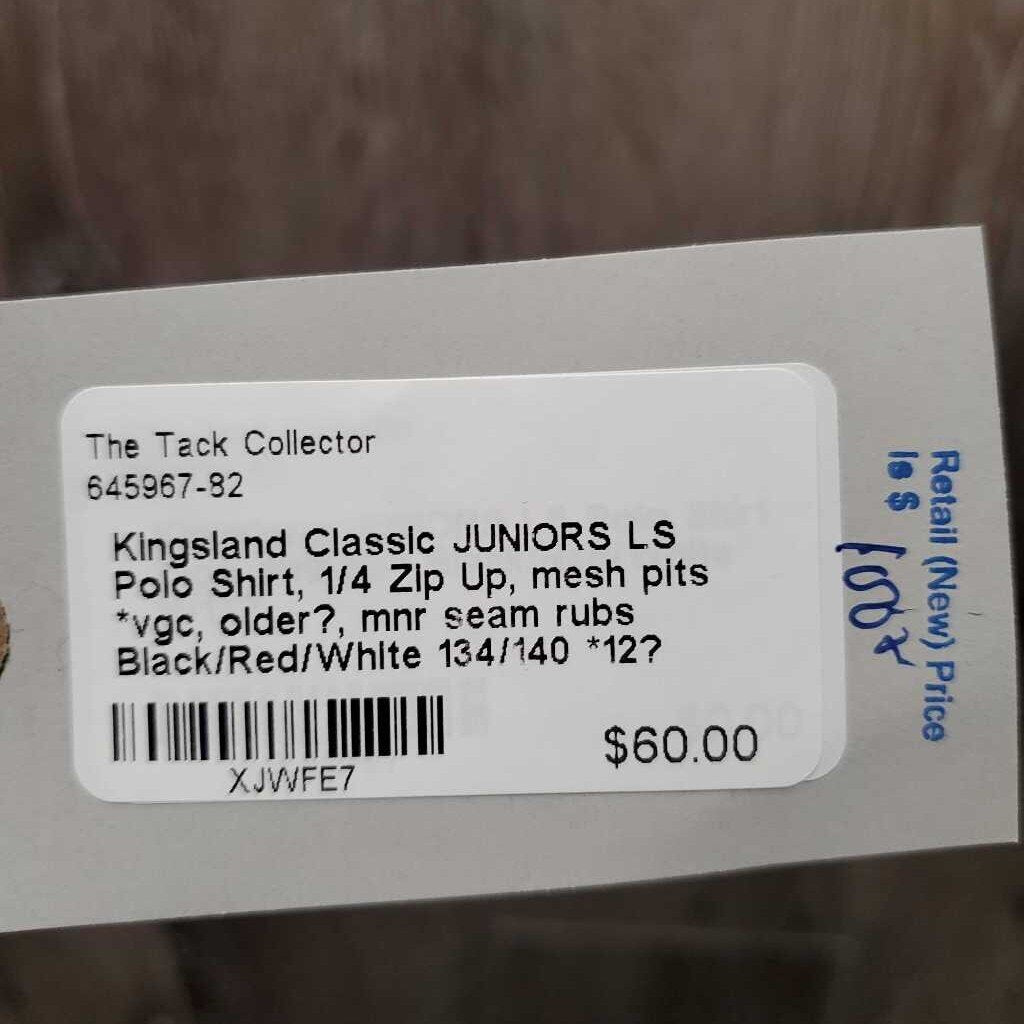 The Tack Collector
645967-82
Kingsland Classic JUNIORS LS
Polo Shirt, 1/4 Zip Up, mesh pits
*vgc, older?, mnr seam rubs
Black/Red/White 134/140 *12?
XJWFE7
$60.00
Retail (New) Price
Is $